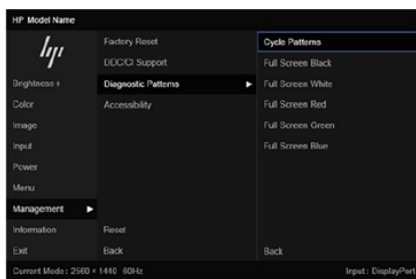 HP Model Name
hp
Brightness +
Color
Image
Input
Power
Menu
Management
Information
Exit
Factory Reset
DDC/CI Support
Diagnostic Patterns
Accessibility
Reset
Back
Cycle Patterns
Full Screen Black
Full Screen White
Full Screen Red
Full Screen Green
Full Screen Blue
Back
Current Mode: 2560 × 1440 60Hz
Input: DisplayPort